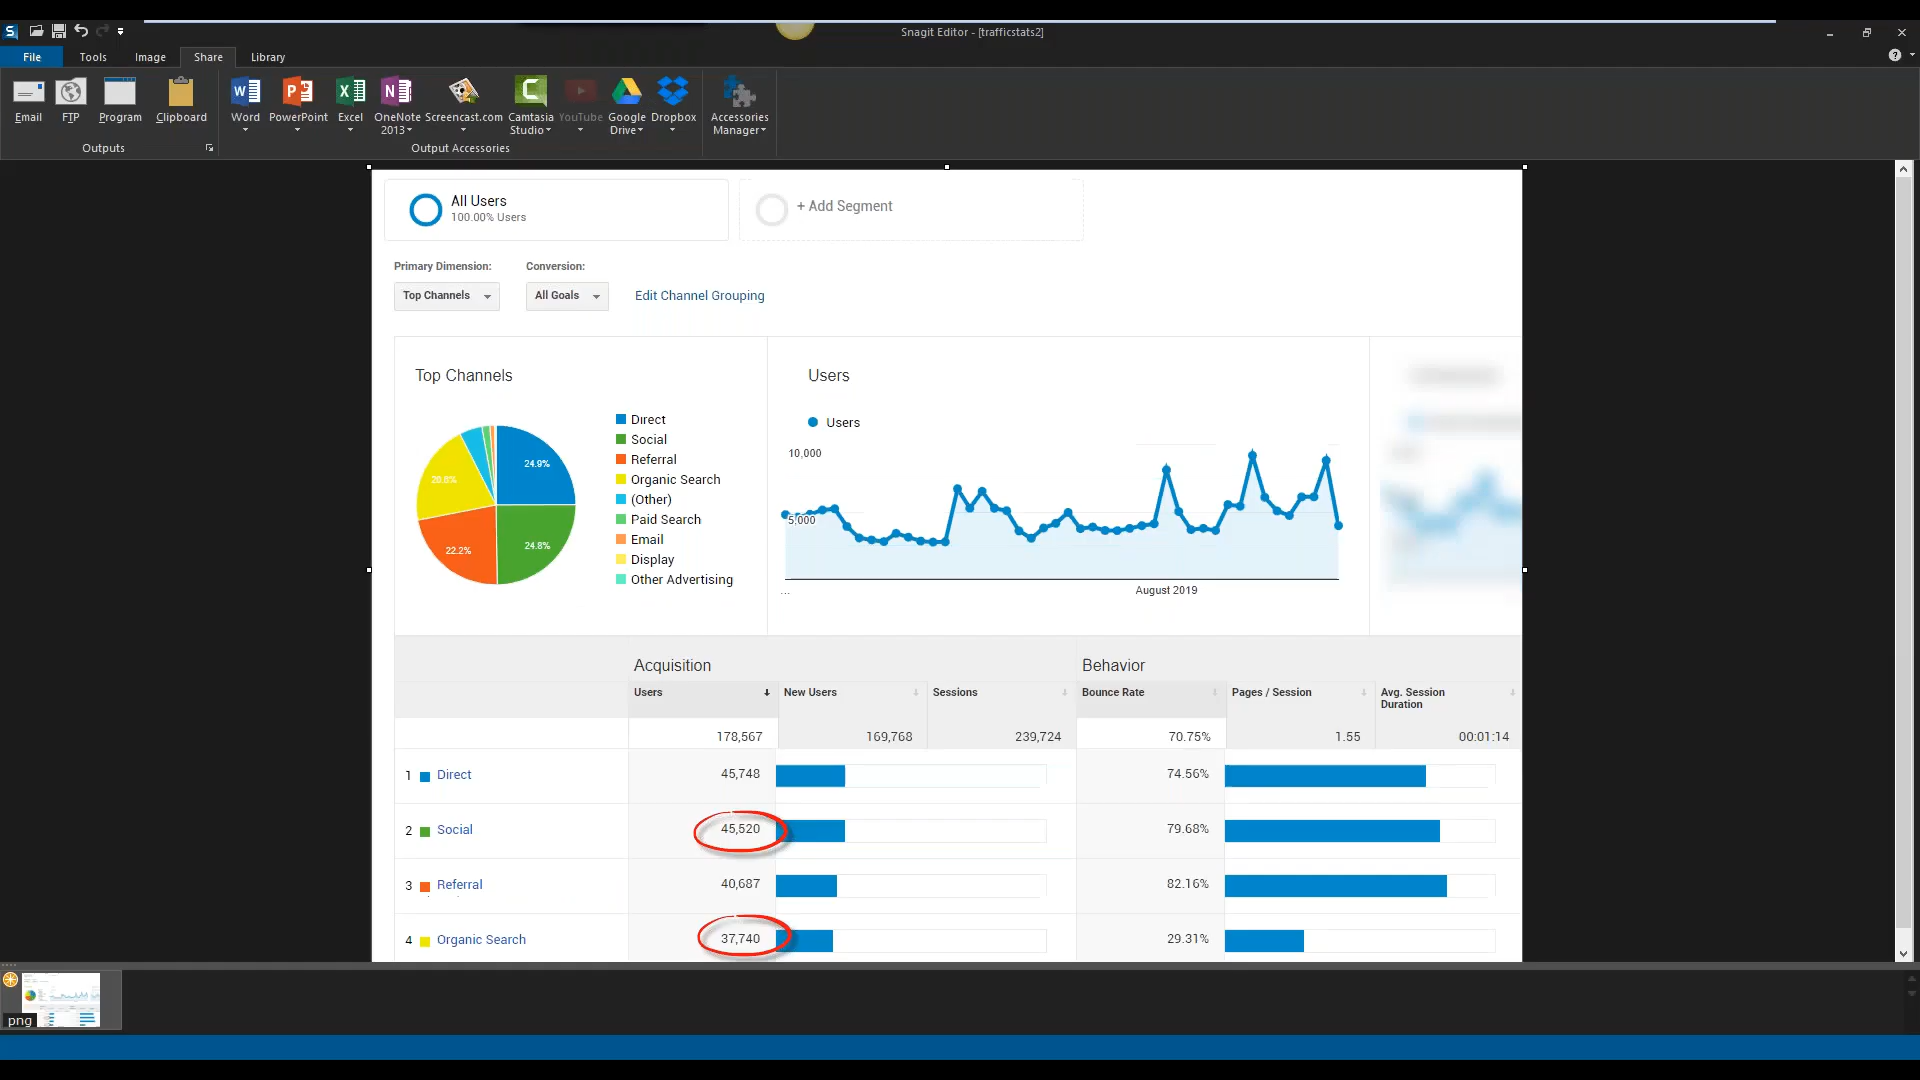 Snagit Editor - [trafficstats2]
File Tools Image Share Library
Email FTP Program Clipboard Word PowerPoint Excel OneNote 2013 Screencast.com Camtasia Studio YouTube Google Drive Dropbox Accessories Manager
Outputs Output Accessories
All Users
100.00% Users
+ Add Segment
Primary Dimension: Conversion:
Top Channels All Goals Edit Channel Grouping
Top Channels
Direct
Social
Referral
Organic Search
(Other)
Paid Search
Email
Display
Other Advertising
24.9%
20.8%
24.8%
22.2%
Users
Users
10,000
5,000
... August 2019
Acquisition Behavior
Users New Users Sessions Bounce Rate Pages / Session Avg. Session Duration
178,567 169,768 239,724 70.75% 1.55 00:01:14
1 Direct 45,748 74.56%
2 Social 45,520 79.68%
3 Referral 40,687 82.16%
4 Organic Search 37,740 29.31%
png